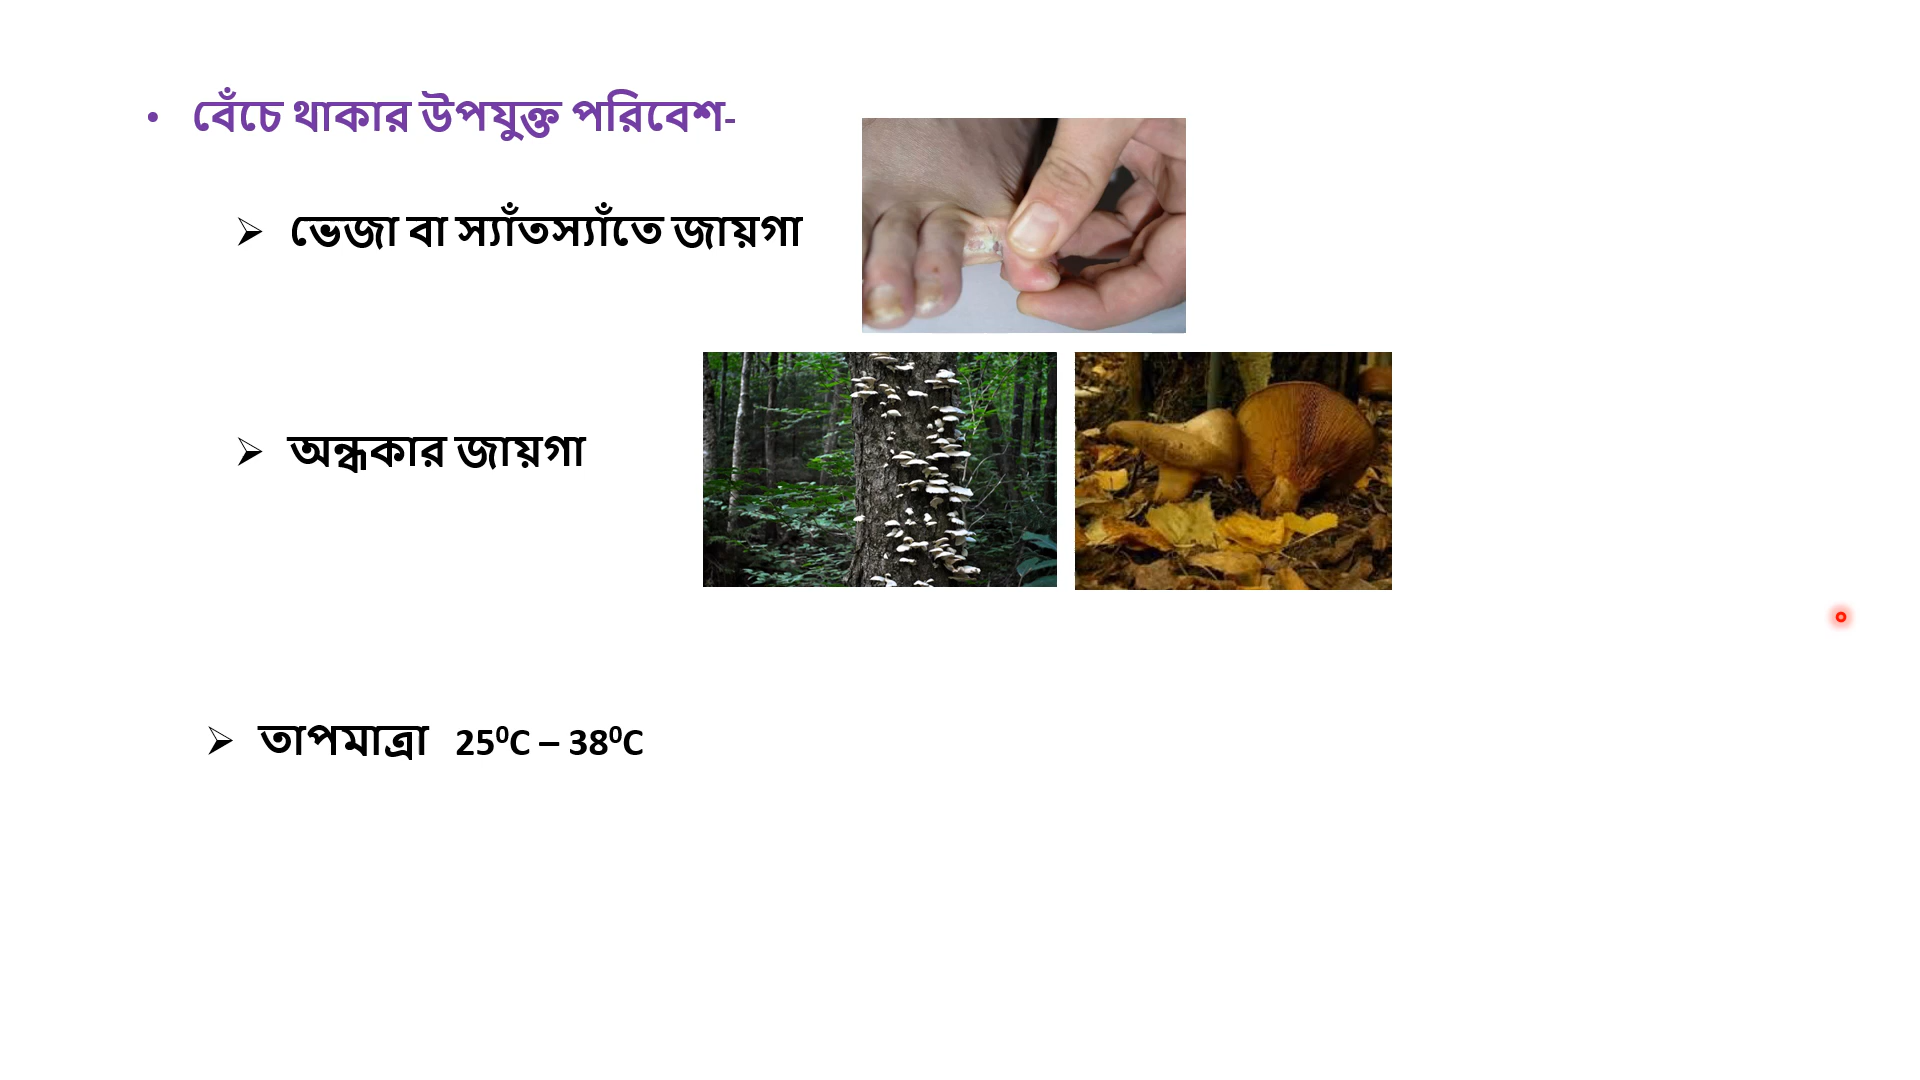 • বেঁচে থাকার উপযুক্ত পরিবেশ-
➢ ভেজা বা স্যাঁতস্যাঁতে জায়গা
➢ অন্ধকার জায়গা
➢ তাপমাত্রা 25⁰C – 38⁰C